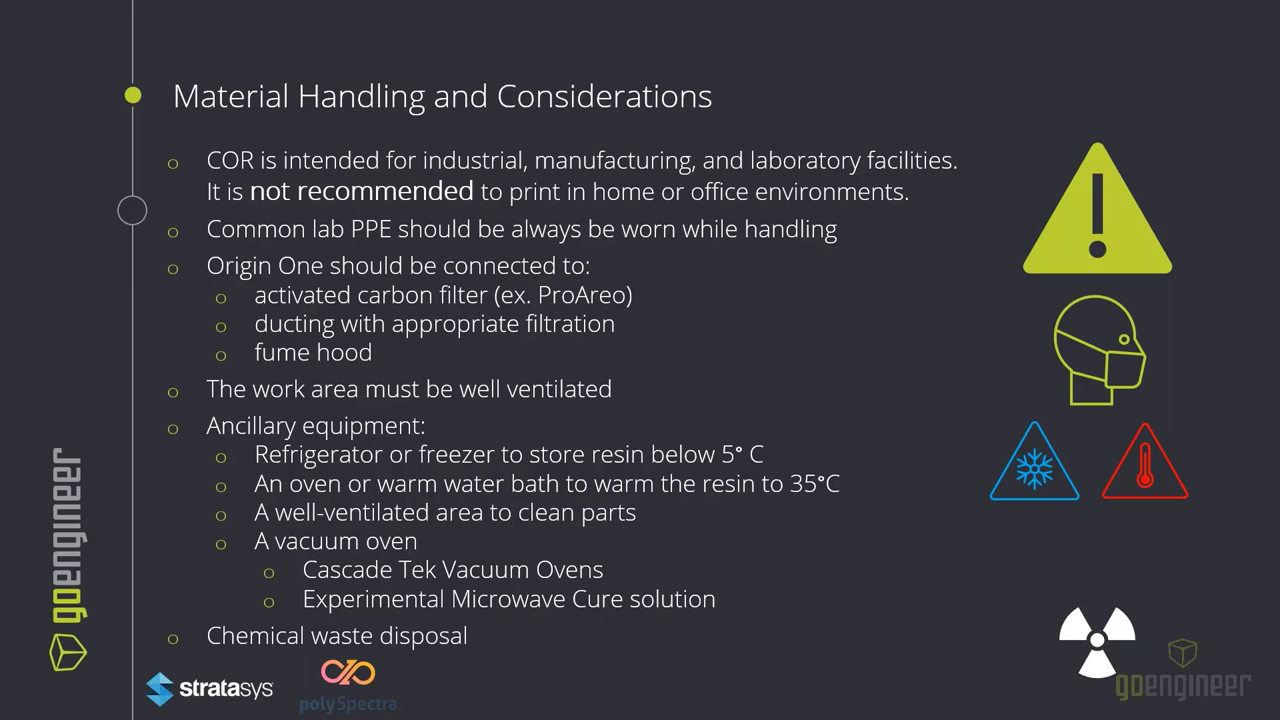 Material Handling and Considerations
o COR is intended for industrial, manufacturing, and laboratory facilities.
It is not recommended to print in home or office environments.
o Common lab PPE should be always be worn while handling
o Origin One should be connected to:
o activated carbon filter (ex. ProAreo)
o ducting with appropriate filtration
o fume hood
o The work area must be well ventilated
o Ancillary equipment:
o Refrigerator or freezer to store resin below 5° C
o An oven or warm water bath to warm the resin to 35°C
o A well-ventilated area to clean parts
o A vacuum oven
o Cascade Tek Vacuum Ovens
o Experimental Microwave Cure solution
o Chemical waste disposal
goengineer
stratasys
polySpectra
goengineer